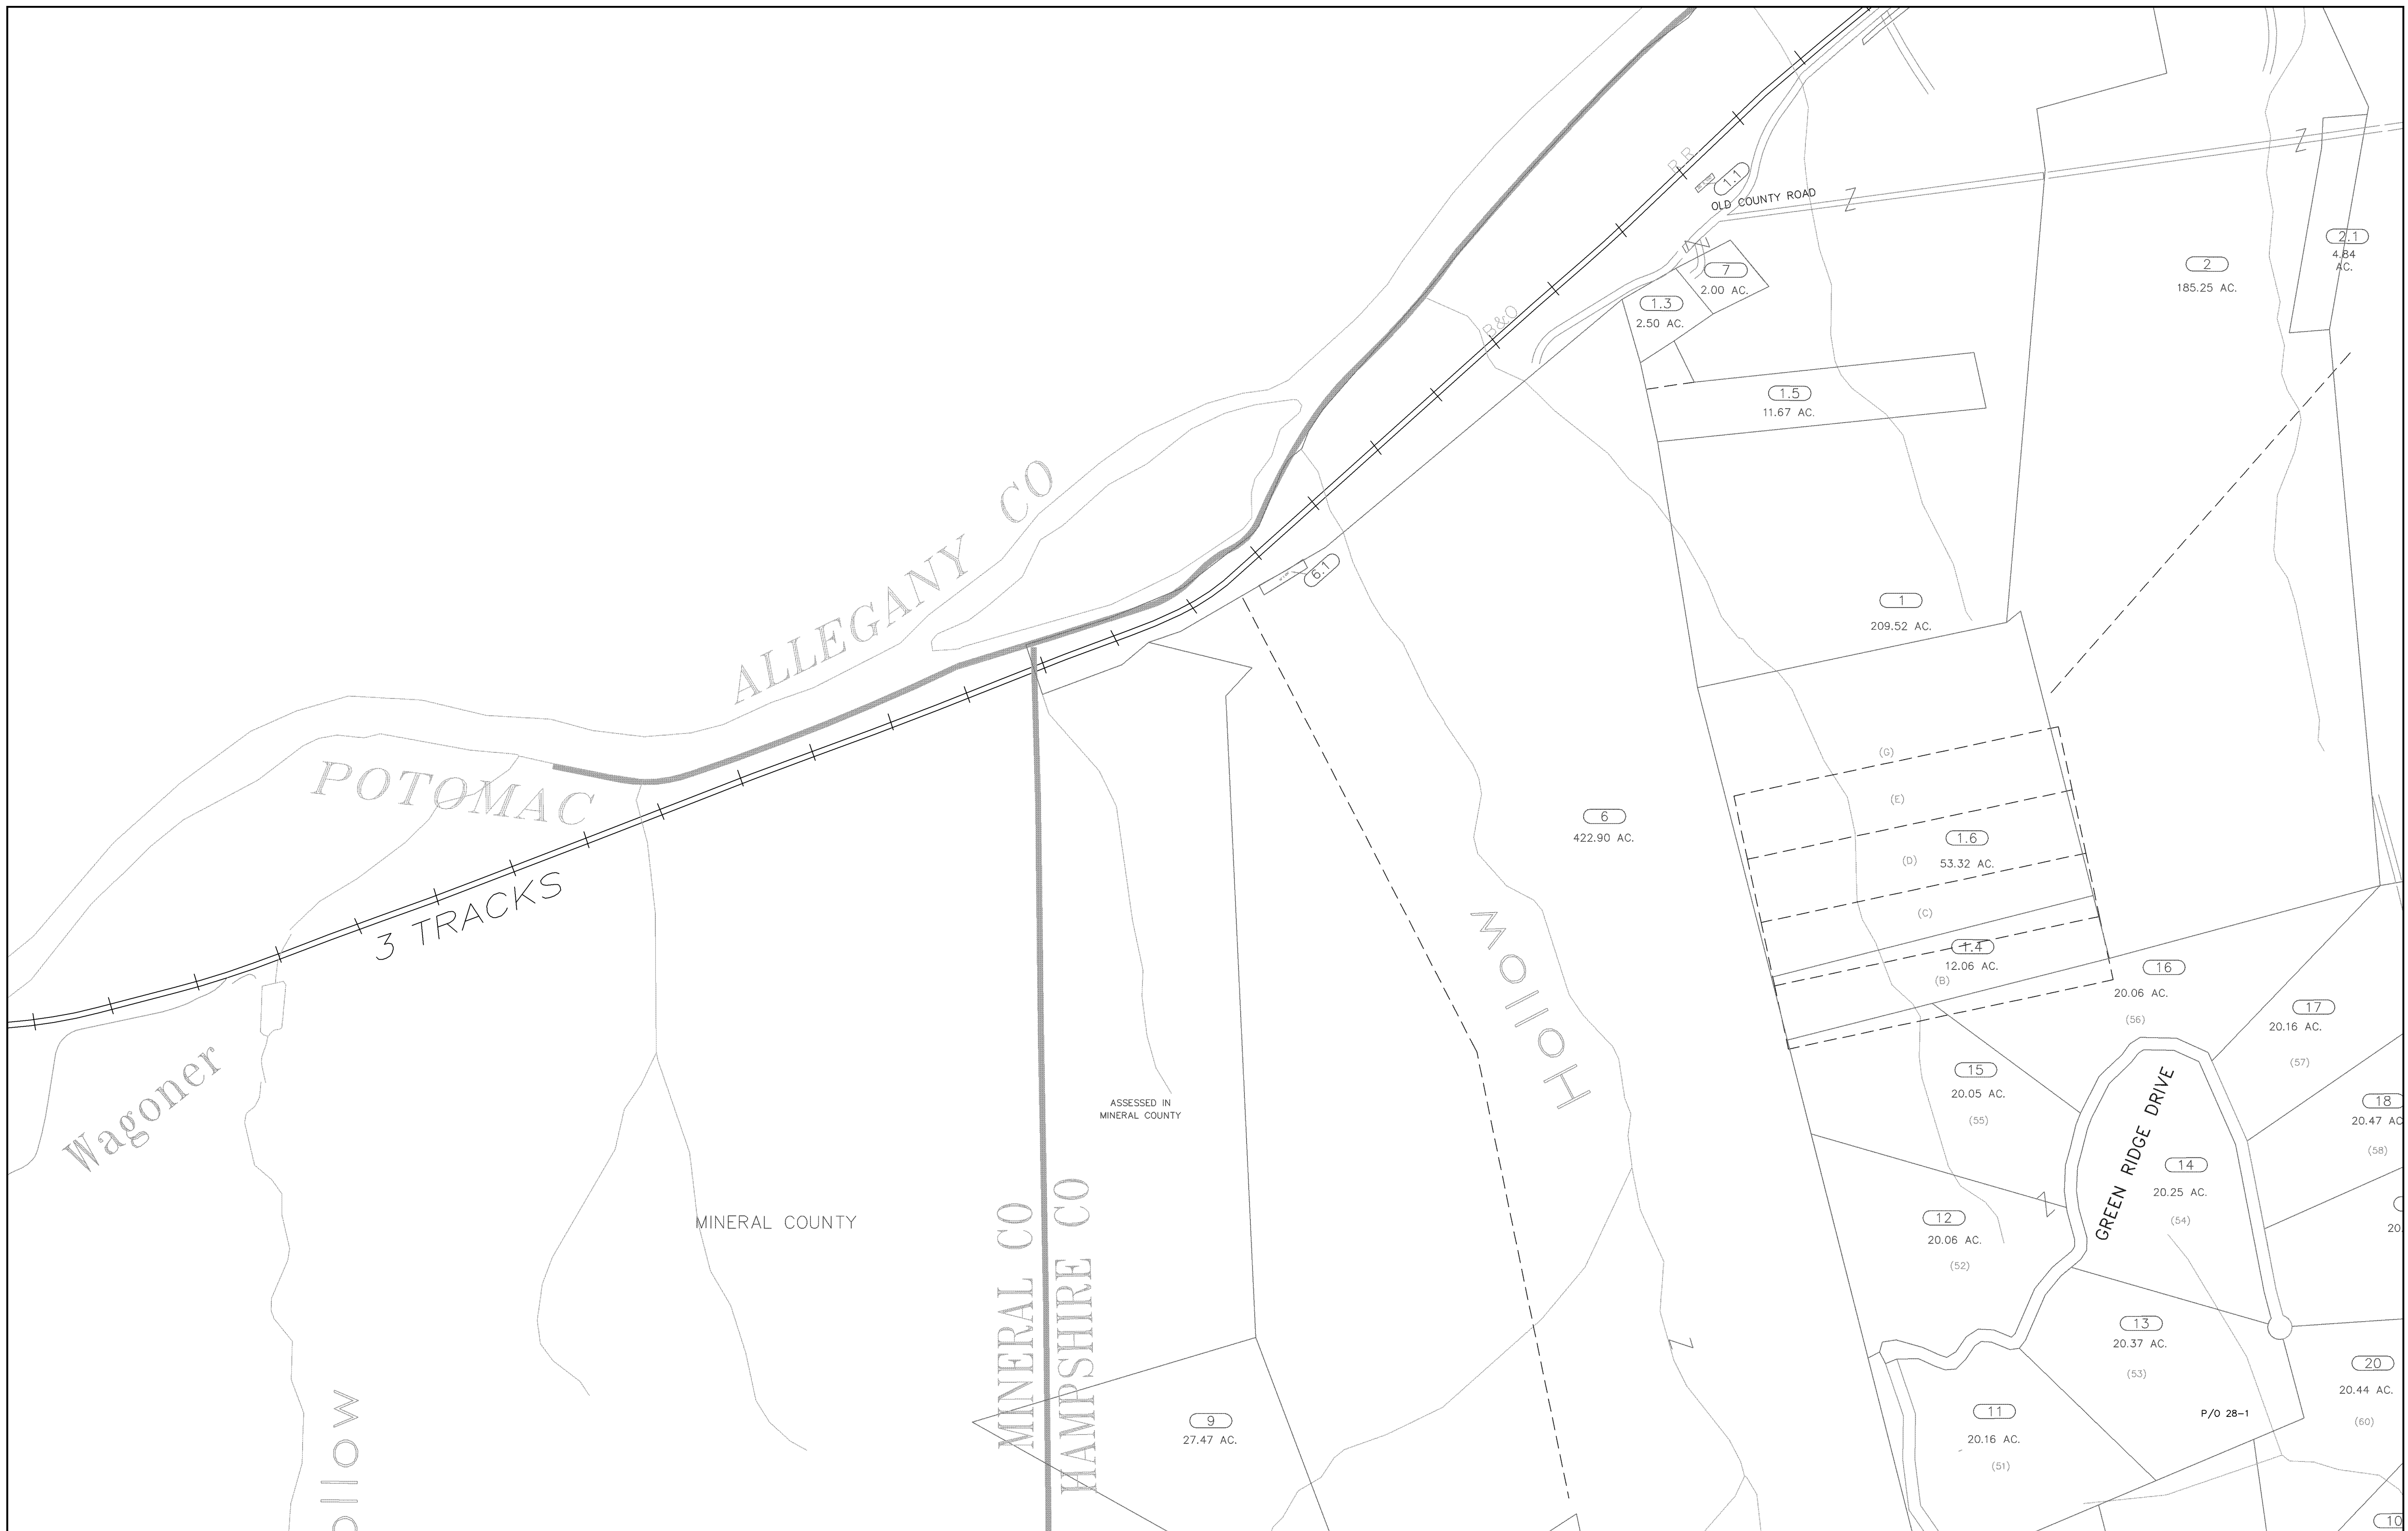 R.R.
1.1
OLD COUNTY ROAD
Z
Z
2.1
4.84
AC.
2
185.25 AC.
7
2.00 AC.
1.3
2.50 AC.
B&O
1.5
11.67 AC.
ALLEGANY CO
6.1
1
209.52 AC.
POTOMAC
3 TRACKS
6
422.90 AC.
(G)
(E)
1.6
(D)
53.32 AC.
(C)
1.4
12.06 AC.
(B)
Hollow
16
20.06 AC.
(56)
17
20.16 AC.
(57)
Wagoner
15
20.05 AC.
(55)
18
20.47 AC
(58)
ASSESSED IN
MINERAL COUNTY
GREEN RIDGE DRIVE
14
20.25 AC.
(54)
Z
MINERAL COUNTY
MINERAL CO
HAMPSHIRE CO
12
20.06 AC.
(52)
20.
Z
13
20.37 AC.
(53)
20
20.44 AC.
(60)
ollow
9
27.47 AC.
11
20.16 AC.
(51)
P/O 28-1
10